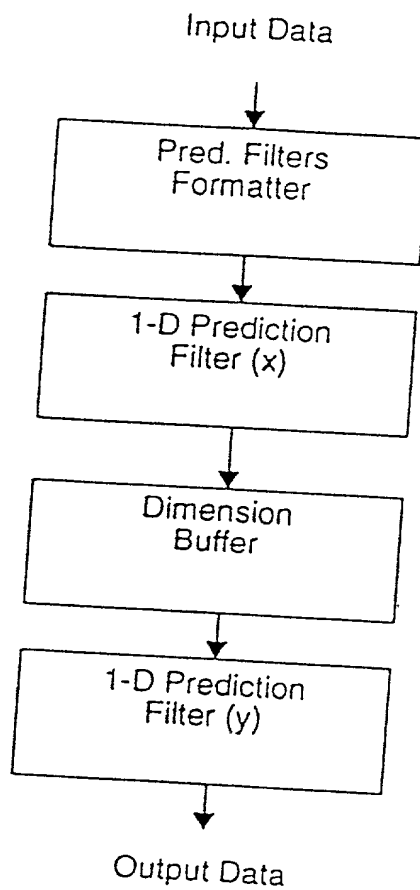 Input Data
Pred. Filters
Formatter
1-D Prediction
Filter (x)
Dimension
Buffer
1-D Prediction
Filter (y)
Output Data